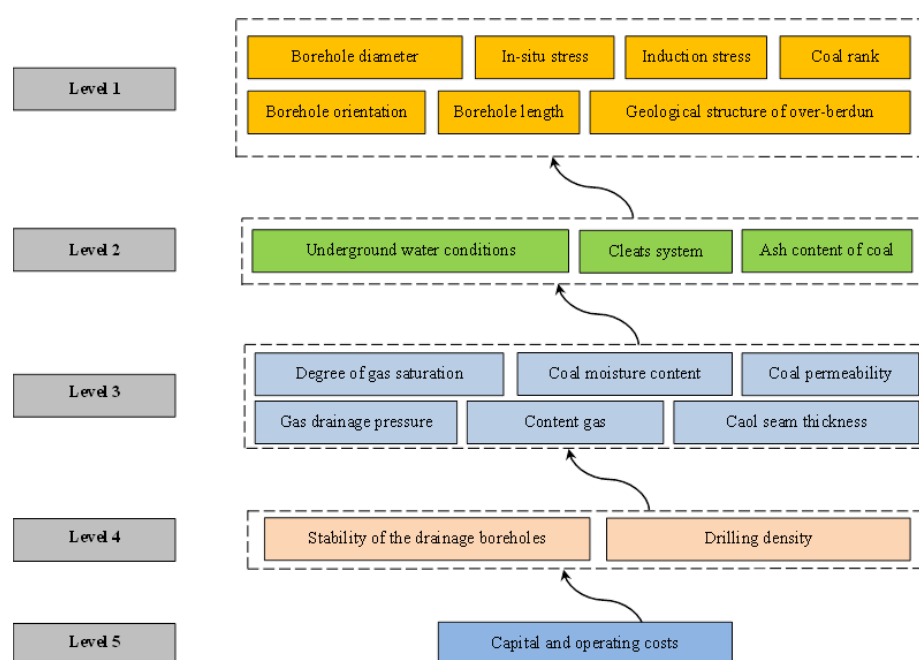 Level 1
Borehole diameter
In-situ stress
Induction stress
Coal rank
Borehole orientation
Borehole length
Geological structure of over-berdun
Level 2
Underground water conditions
Cleats system
Ash content of coal
Level 3
Degree of gas saturation
Coal moisture content
Coal permeability
Gas drainage pressure
Content gas
Caol seam thickness
Level 4
Stability of the drainage boreholes
Drilling density
Level 5
Capital and operating costs